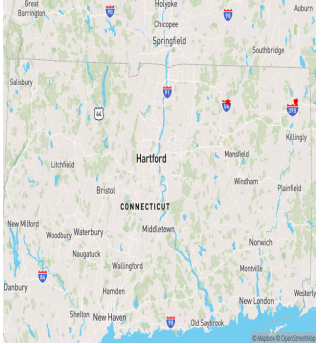 Great
Barrington
Holyoke
Auburn
90
90
Chicopee
Springfield
Southbridge
Salisbury
91
84
395
44
Killingly
Hartford
Mansfield
Litchfield
Windham
Bristol
Plainfield
CONNECTICUT
New Milford
Middletown
Woodbury
Waterbury
Norwich
Naugatuck
Wallingford
Montville
84
Danbury
Hamden
Westerly
Shelton
New Haven
95
Old Saybrook
New London
© Mapbox © OpenStreetMap